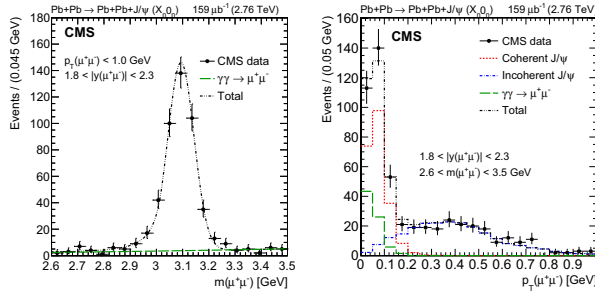 Pb+Pb → Pb+Pb+J/ψ (Xn0n) 159 μb⁻¹ (2.76 TeV)
CMS
pT(μ⁺μ⁻) < 1.0 GeV
1.8 < |y(μ⁺μ⁻)| < 2.3
CMS data
γγ → μ⁺μ⁻
Total
Events / (0.045 GeV)
200
180
160
140
120
100
80
60
40
20
0
2.6 2.7 2.8 2.9 3 3.1 3.2 3.3 3.4 3.5
m(μ⁺μ⁻) [GeV]
Pb+Pb → Pb+Pb+J/ψ (Xn0n) 159 μb⁻¹ (2.76 TeV)
CMS
CMS data
Coherent J/ψ
Incoherent J/ψ
γγ → μ⁺μ⁻
Total
1.8 < |y(μ⁺μ⁻)| < 2.3
2.6 < m(μ⁺μ⁻) < 3.5 GeV
Events / (0.05 GeV)
160
140
120
100
80
60
40
20
0
0 0.1 0.2 0.3 0.4 0.5 0.6 0.7 0.8 0.9
pT(μ⁺μ⁻) [GeV]